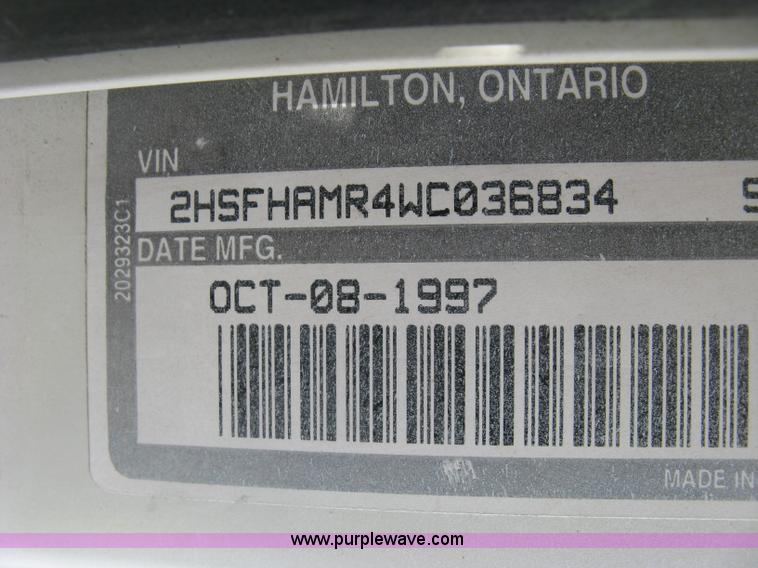 HAMILTON, ONTARIO
VIN
2HSFHAMR4WC036834 S
DATE MFG.
OCT-08-1997
2029323C1
MADE IN
www.purplewave.com